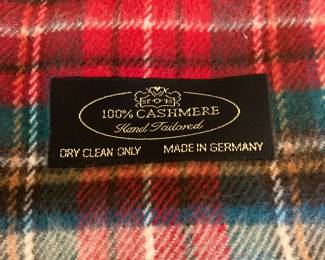 100% CASHMERE
Hand Tailored
DRY CLEAN ONLY MADE IN GERMANY